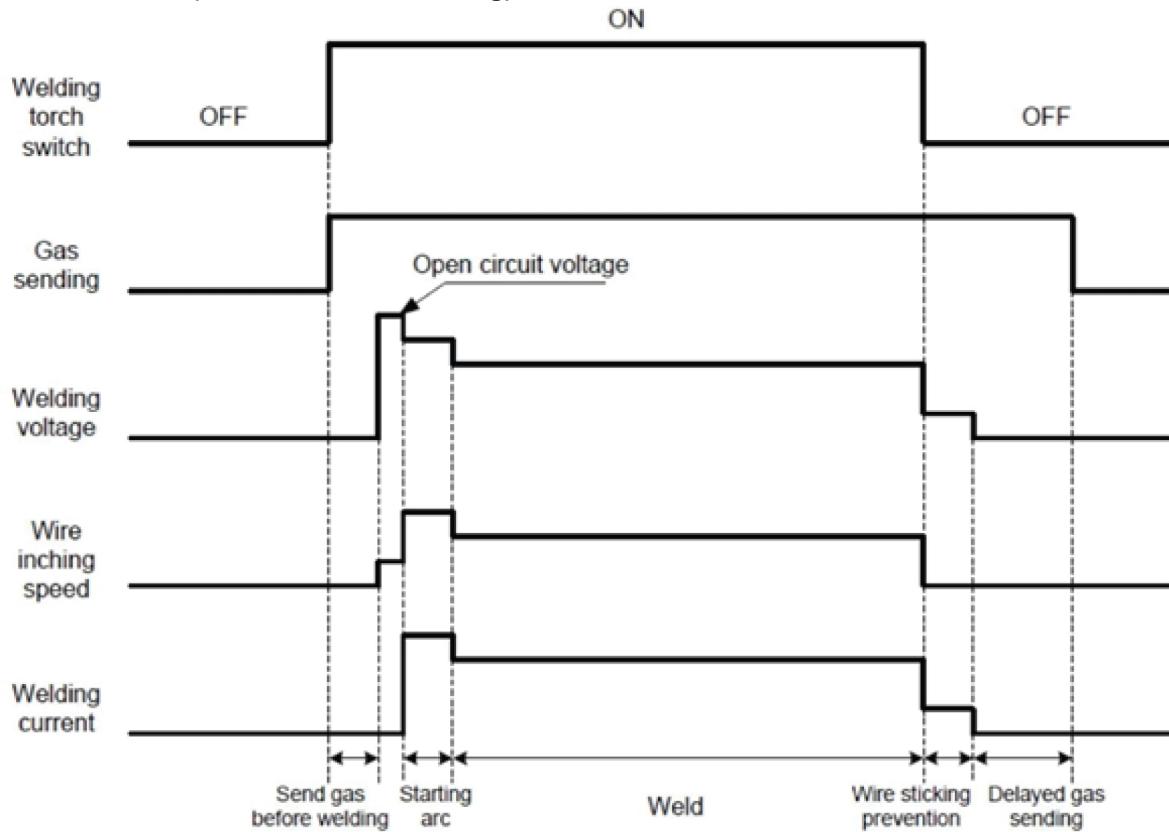 ON
Welding
torch
switch
OFF
OFF
Gas
sending
Open circuit voltage
Welding
voltage
Wire
inching
speed
Welding
current
Send gas
before welding
Starting
arc
Weld
Wire sticking
prevention
Delayed gas
sending